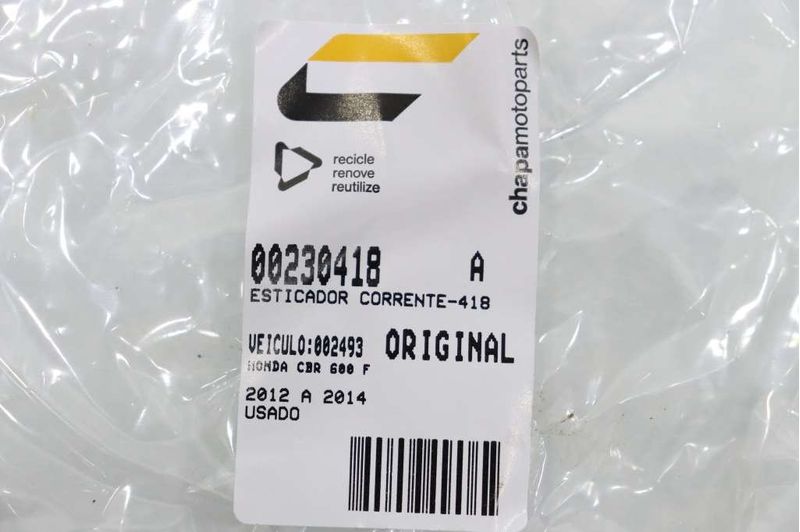 chapamotoparts
recicle
renove
reutilize
00230418 A
ESTICADOR CORRENTE-418
VEICULO:002493 ORIGINAL
HONDA CBR 600 F
2012 A 2014
USADO